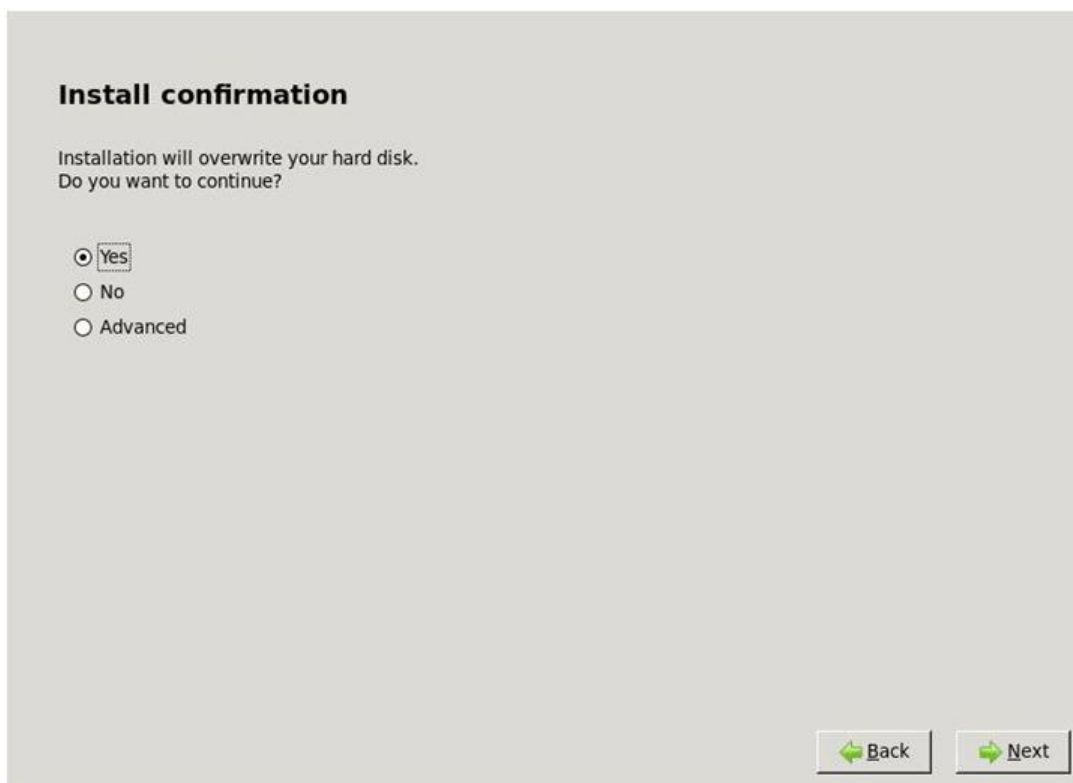 Install confirmation
Installation will overwrite your hard disk.
Do you want to continue?
Yes
No
Advanced
Back
Next